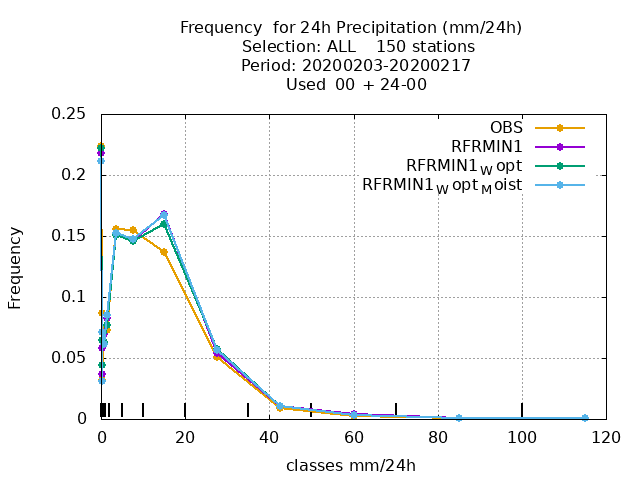 Frequency  for 24h Precipitation (mm/24h)
Selection: ALL    150 stations
Period: 20200203-20200217
Used  00 + 24-00
0.25
0.2
0.15
0.1
0.05
0
Frequency
OBS
RFRMIN1
RFRMIN1_W opt
RFRMIN1_W opt_M oist
0 20 40 60 80 100 120
classes mm/24h